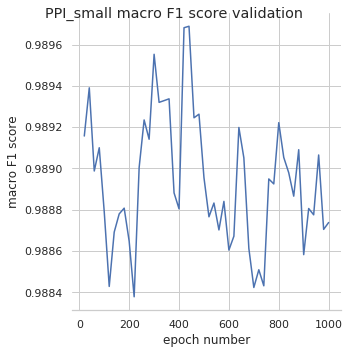 PPI_small macro F1 score validation
0.9896
0.9894
0.9892
0.9890
0.9888
0.9886
0.9884
macro F1 score
0 200 400 600 800 1000
epoch number